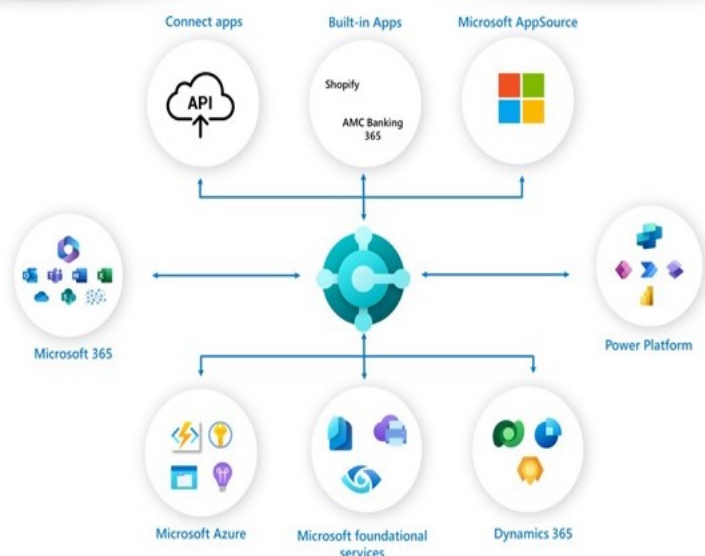 Connect apps
Built-in Apps
Microsoft AppSource
API
Shopify
AMC Banking
365
Microsoft 365
Power Platform
Microsoft Azure
Microsoft foundational
services
Dynamics 365